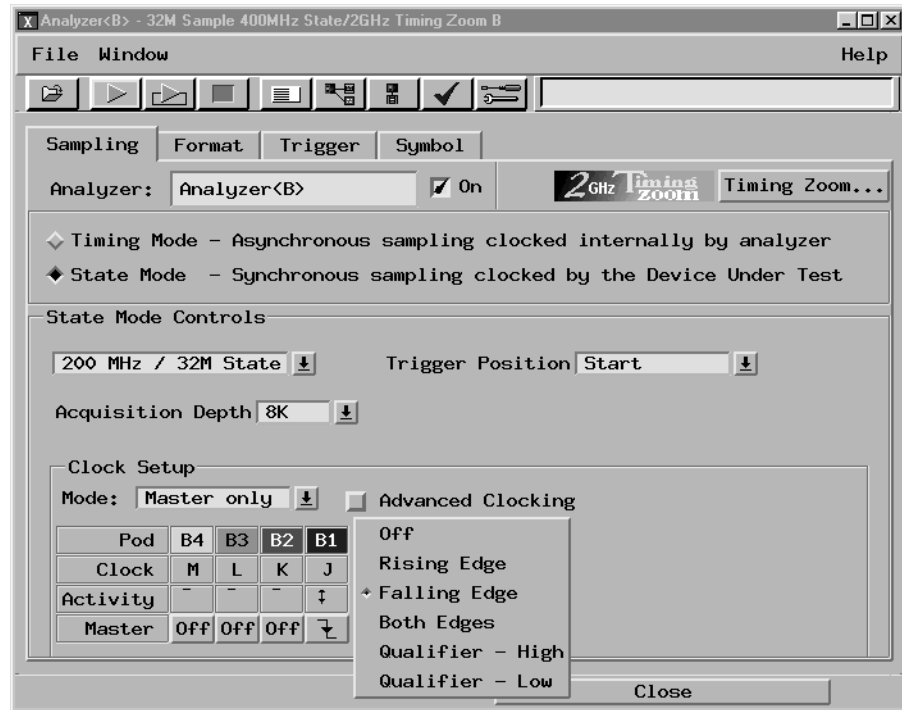 X Analyzer<B> - 32M Sample 400MHz State/2GHz Timing Zoom B
File Window Help
Sampling Format Trigger Symbol
Analyzer: Analyzer<B> On 2 GHz Timing Zoom Timing Zoom...
Timing Mode - Asynchronous sampling clocked internally by analyzer
State Mode - Synchronous sampling clocked by the Device Under Test
State Mode Controls
200 MHz / 32M State Trigger Position Start
Acquisition Depth 8K
Clock Setup
Mode: Master only Advanced Clocking
Pod B4 B3 B2 B1
Clock M L K J
Activity
Master Off Off Off
Off
Rising Edge
Falling Edge
Both Edges
Qualifier - High
Qualifier - Low
Close